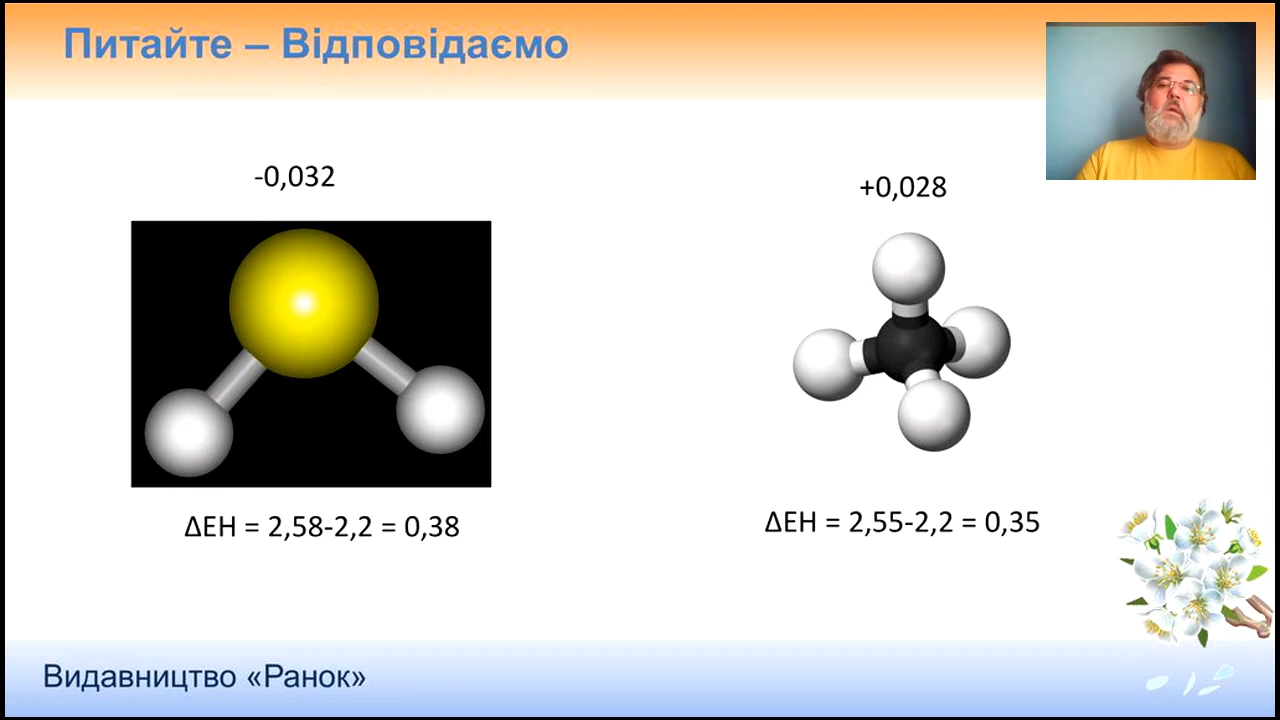 Питайте – Відповідаємо
-0,032
+0,028
ΔЕН = 2,58-2,2 = 0,38
ΔЕН = 2,55-2,2 = 0,35
Видавництво «Ранок»